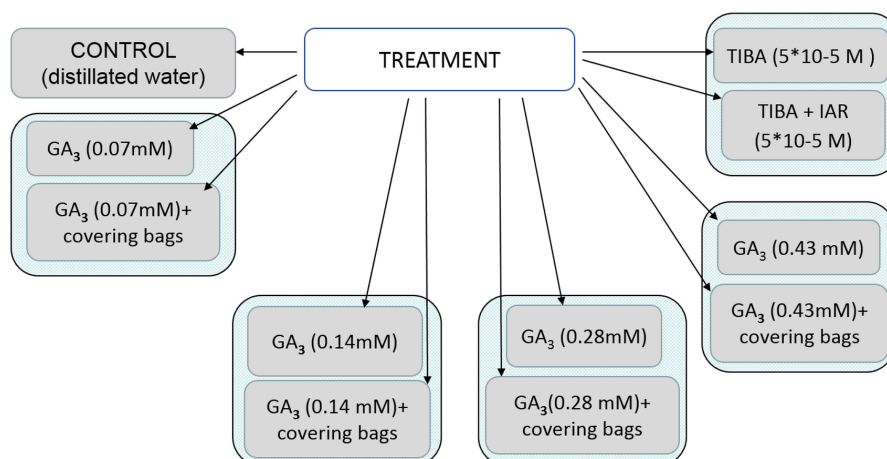 CONTROL
(distillated water)
TREATMENT
TIBA (5*10-5 M )
TIBA + IAR
(5*10-5 M)
GA₃ (0.07mM)
GA₃ (0.07mM)+
covering bags
GA₃ (0.43 mM)
GA₃ (0.43mM)+
covering bags
GA₃ (0.14mM)
GA₃ (0.14 mM)+
covering bags
GA₃ (0.28mM)
GA₃(0.28 mM)+
covering bags